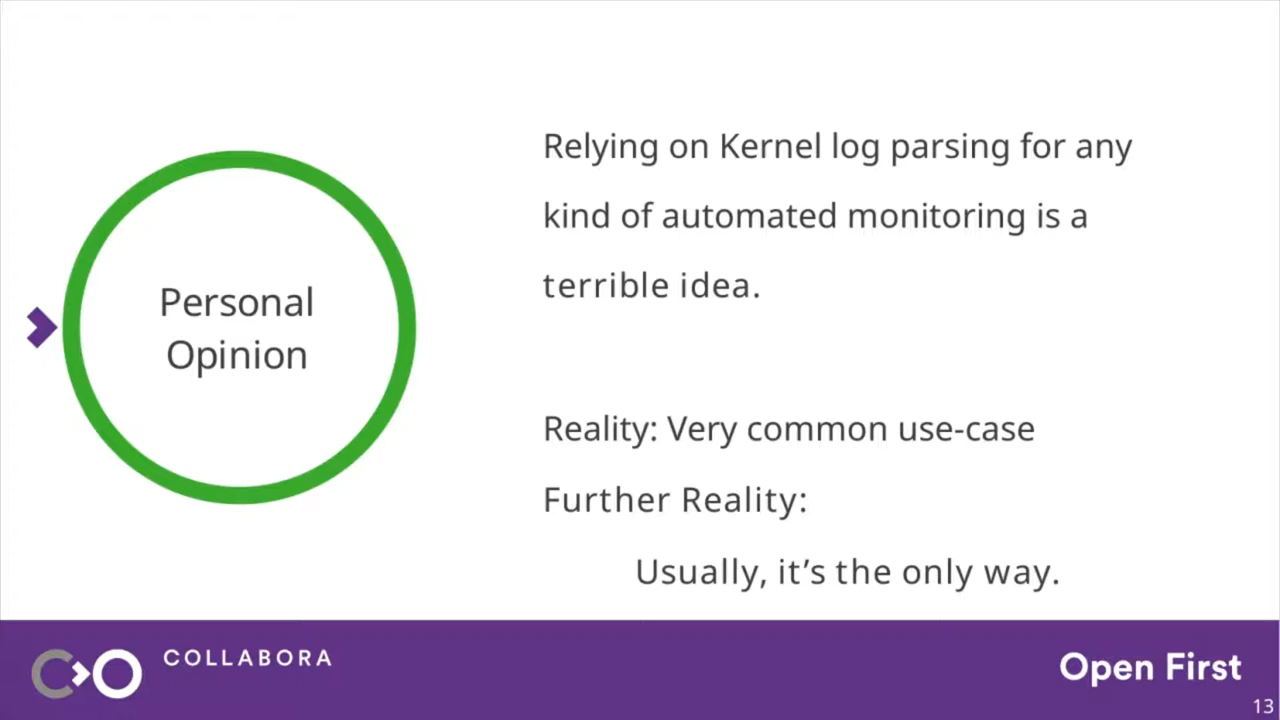 Personal
Opinion
Relying on Kernel log parsing for any
kind of automated monitoring is a
terrible idea.
Reality: Very common use-case
Further Reality:
Usually, it’s the only way.
COLLABORA
Open First
13